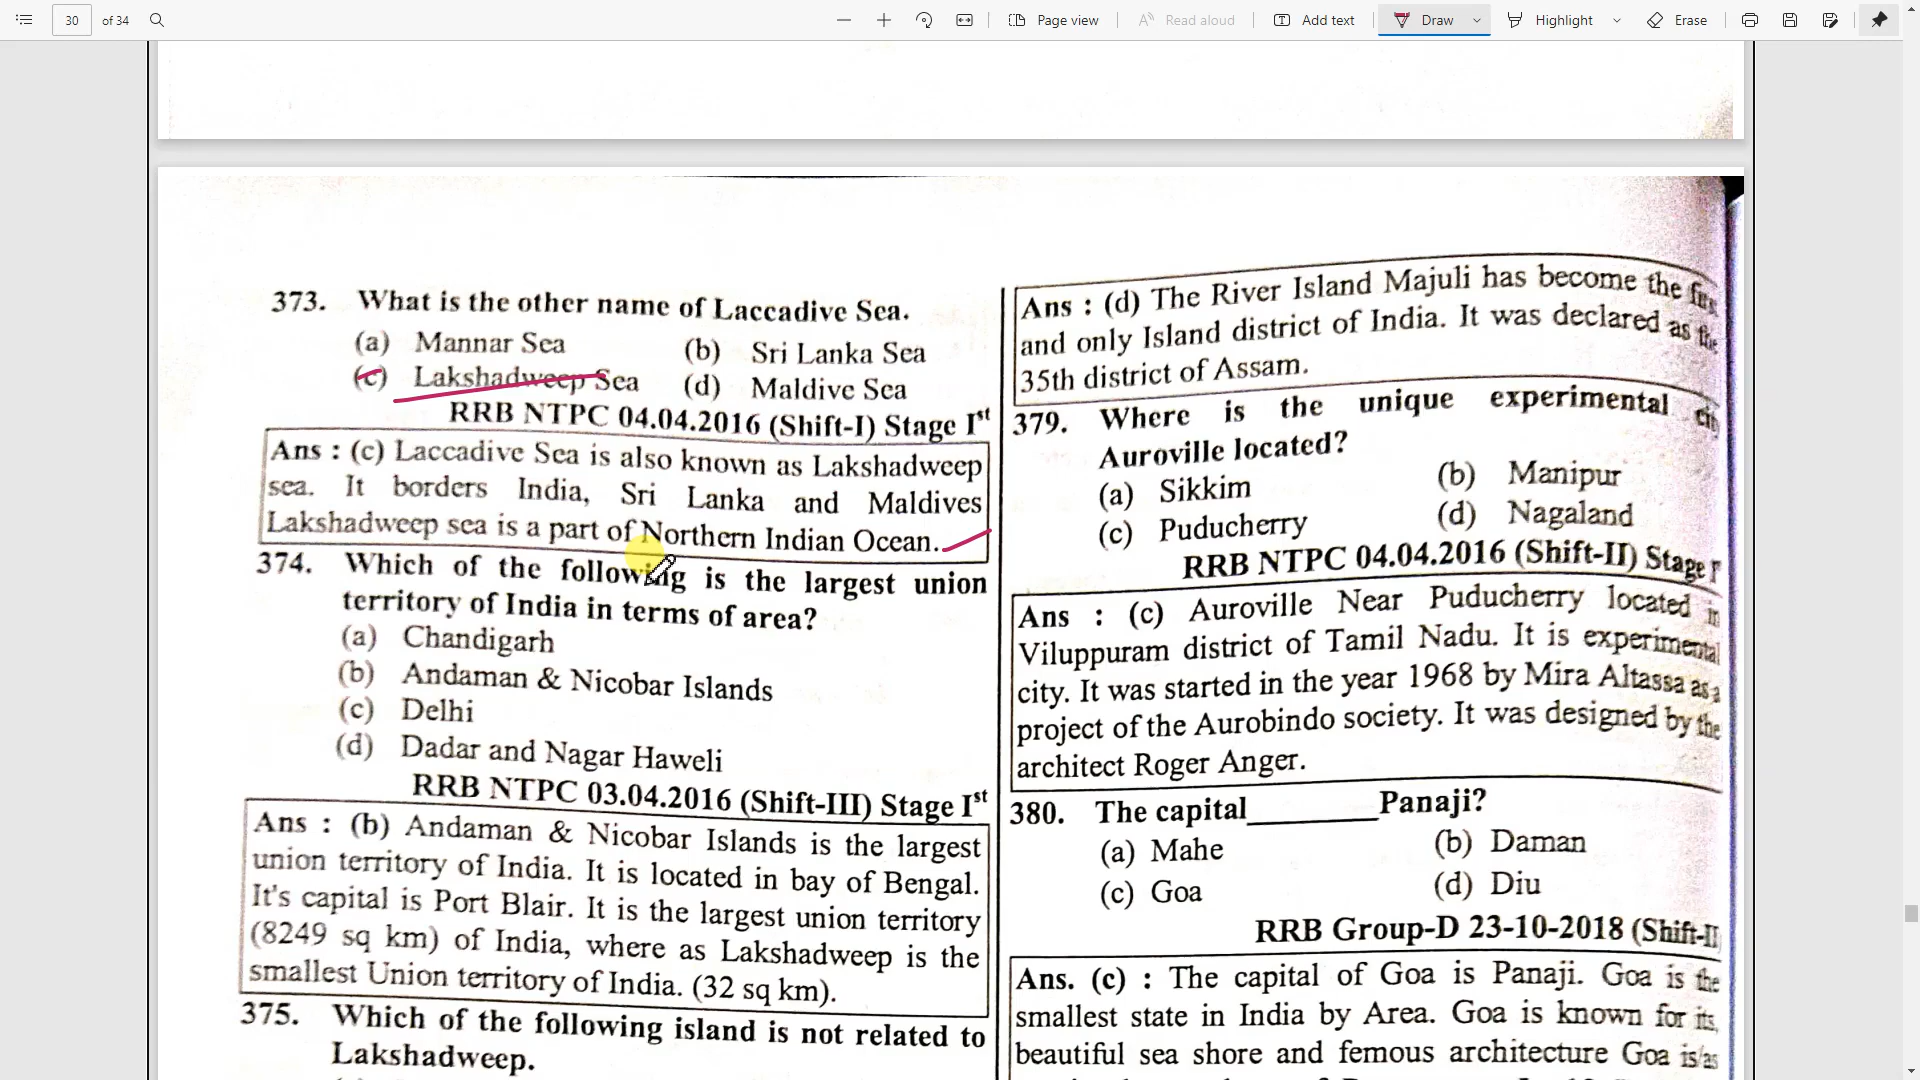 30 of 34
Page view
Read aloud
Add text
Draw
Highlight
Erase
373. What is the other name of Laccadive Sea.
(a) Mannar Sea (b) Sri Lanka Sea
(c) Lakshadweep Sea (d) Maldive Sea
RRB NTPC 04.04.2016 (Shift-I) Stage Ist
Ans : (c) Laccadive Sea is also known as Lakshadweep
sea. It borders India, Sri Lanka and Maldives
Lakshadweep sea is a part of Northern Indian Ocean.
374. Which of the following is the largest union
territory of India in terms of area?
(a) Chandigarh
(b) Andaman & Nicobar Islands
(c) Delhi
(d) Dadar and Nagar Haweli
RRB NTPC 03.04.2016 (Shift-III) Stage Ist
Ans : (b) Andaman & Nicobar Islands is the largest
union territory of India. It is located in bay of Bengal.
It's capital is Port Blair. It is the largest union territory
(8249 sq km) of India, where as Lakshadweep is the
smallest Union territory of India. (32 sq km).
375. Which of the following island is not related to
Lakshadweep.
Ans : (d) The River Island Majuli has become the
and only Island district of India. It was declared as the
35th district of Assam.
379. Where is the unique experimental
Auroville located?
(a) Sikkim (b) Manipur
(c) Puducherry (d) Nagaland
RRB NTPC 04.04.2016 (Shift-II) Stage
Ans : (c) Auroville Near Puducherry located in
Viluppuram district of Tamil Nadu. It is experimental
city. It was started in the year 1968 by Mira Altassa as a
project of the Aurobindo society. It was designed by the
architect Roger Anger.
380. The capital________Panaji?
(a) Mahe (b) Daman
(c) Goa (d) Diu
RRB Group-D 23-10-2018 (Shift-II
Ans. (c) : The capital of Goa is Panaji. Goa is the
smallest state in India by Area. Goa is known for its,
beautiful sea shore and femous architecture Goa is as